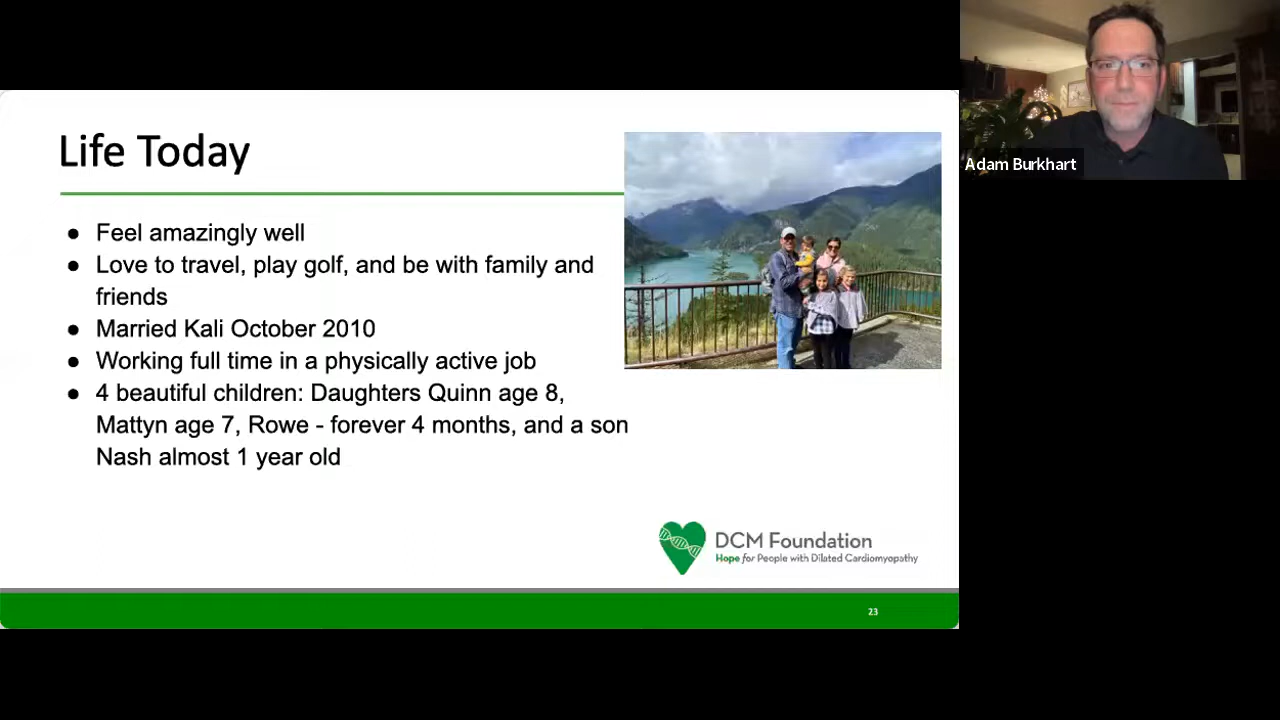 Life Today
● Feel amazingly well
● Love to travel, play golf, and be with family and
friends
● Married Kali October 2010
● Working full time in a physically active job
● 4 beautiful children: Daughters Quinn age 8,
Mattyn age 7, Rowe - forever 4 months, and a son
Nash almost 1 year old
DCM Foundation
Hope for People with Dilated Cardiomyopathy
23
Adam Burkhart